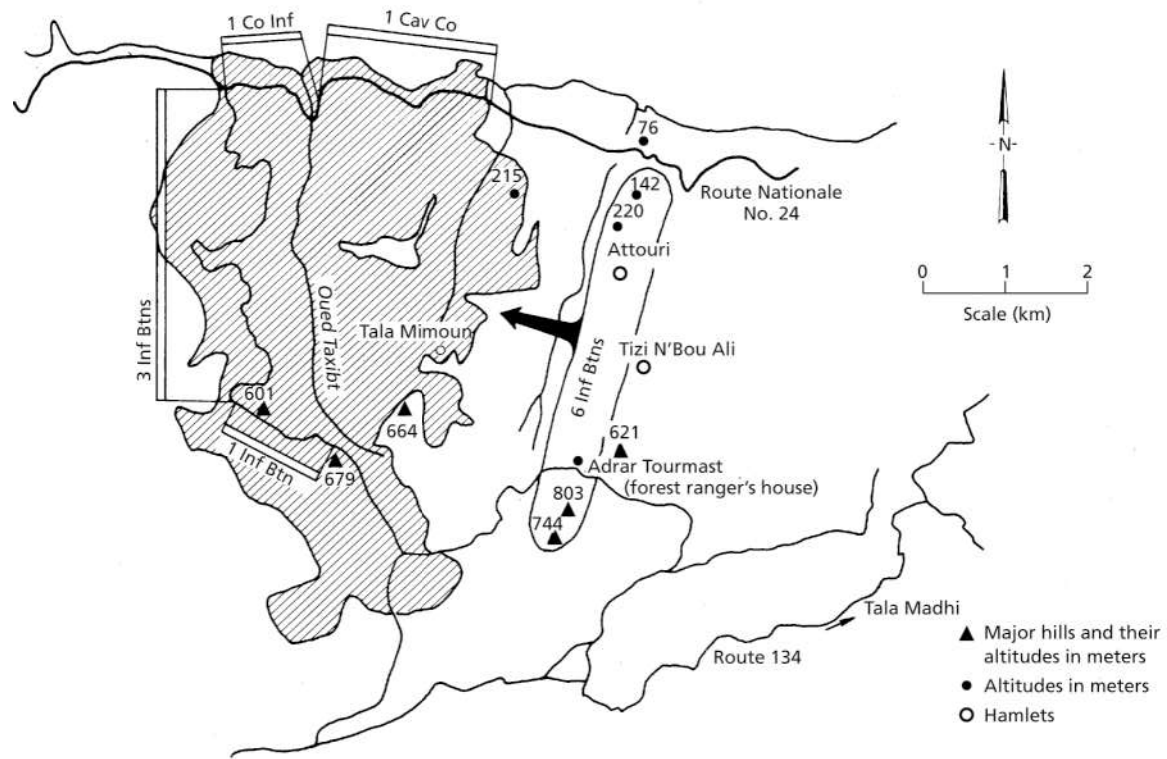 1 Co Inf
1 Cav Co
76
-N-
215
142
Route Nationale
No. 24
220
Attouri
0 1 2
Scale (km)
3 Inf Btns
Oued Taxibt
Tala Mimoun
Tizi N'Bou Ali
6 Inf Btns
601
664
621
1 Inf Btn
679
Adrar Tourmast
(forest ranger's house)
803
744
Tala Madhi
Route 134
Major hills and their
altitudes in meters
Altitudes in meters
Hamlets